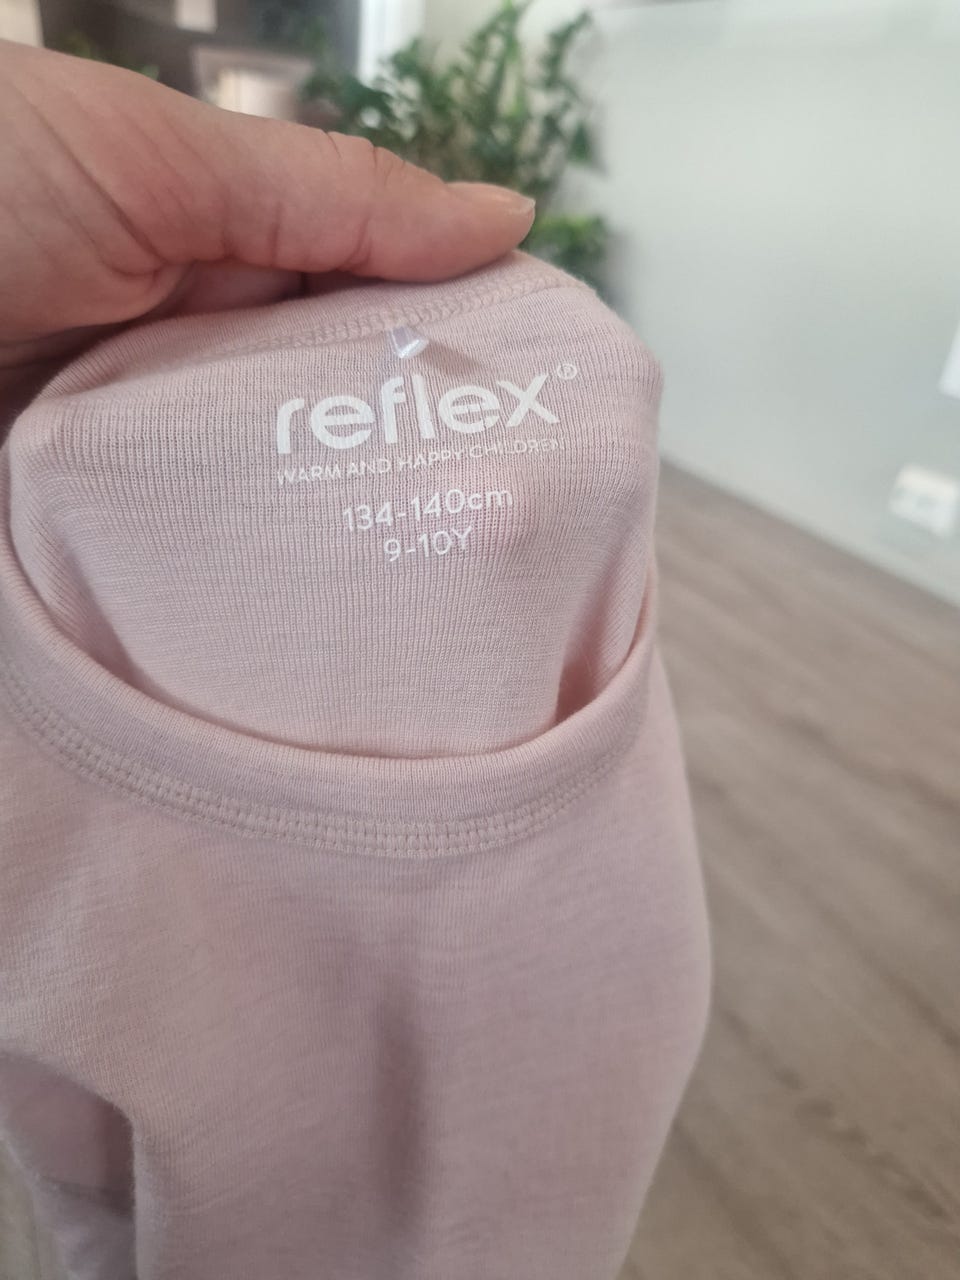 reflex®
WARM AND HAPPY CHILDREN
134-140cm
9-10Y